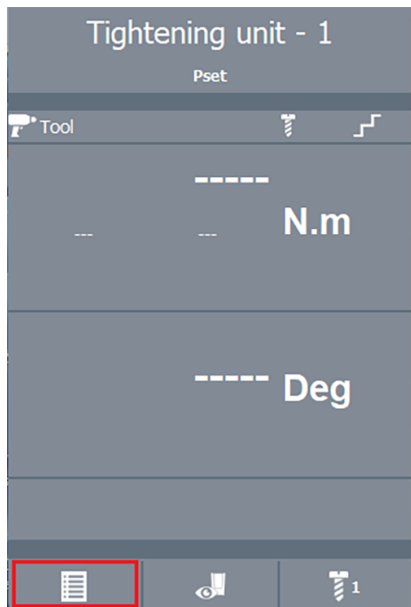 Tightening unit - 1
Pset
Tool
-----
N.m
--- ---
----- Deg
1